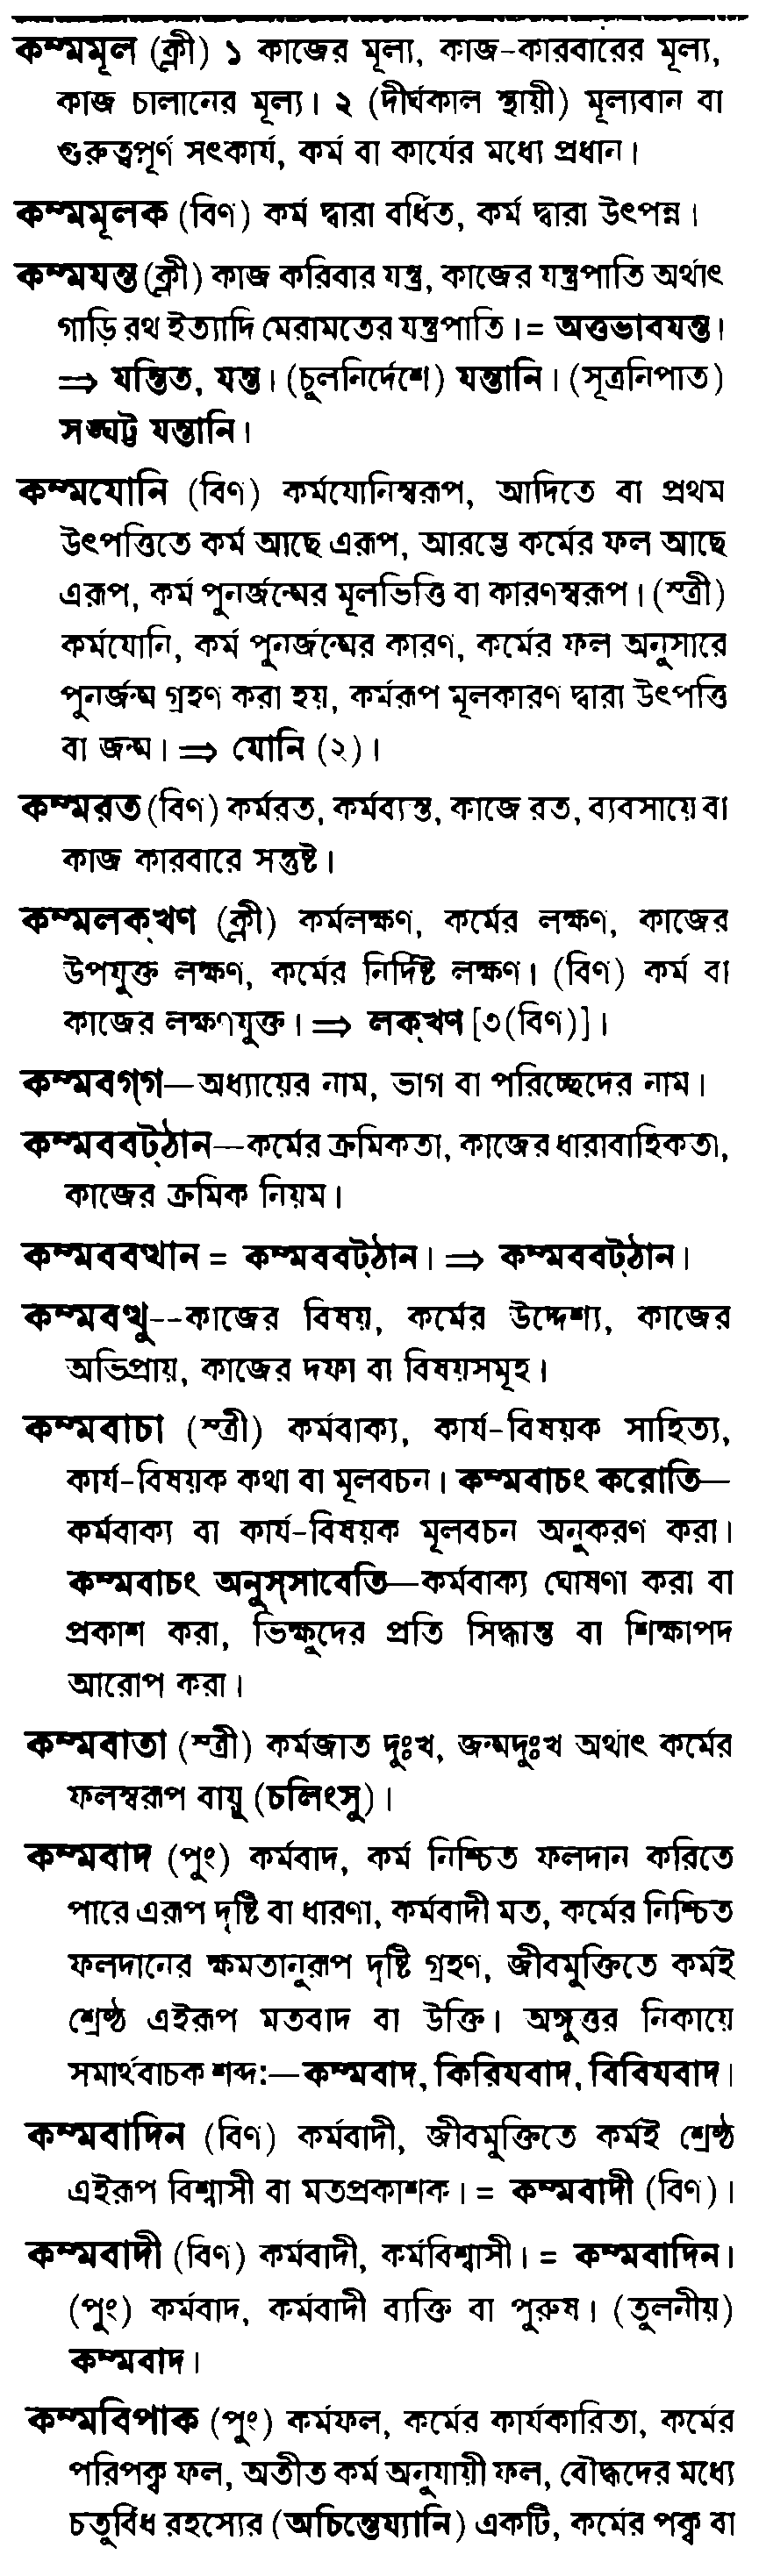 কম্মমূল (ক্লী) ১ কাজের মূল্য, কাজ-কারবারের মূল্য,
কাজ চালানের মূল্য। ২ (দীর্ঘকাল স্থায়ী) মূল্যবান বা
গুরুত্বপূর্ণ সৎকার্য, কর্ম বা কার্যের মধ্যে প্রধান।
কম্মমূলক (বিণ) কর্ম দ্বারা বর্ধিত, কর্ম দ্বারা উৎপন্ন।
কম্মযন্ত (ক্লী) কাজ করিবার যন্ত্র, কাজের যন্ত্রপাতি অর্থাৎ
গাড়ি রথ ইত্যাদি মেরামতের যন্ত্রপাতি। = অত্তভাবযন্ত।
⇒ যন্তিত, যন্ত। (চুলনির্দেশে) যন্তানি। (সূত্রনিপাত)
সঙ্ঘট্ট যন্তানি।
কম্মযোনি (বিণ) কর্মযোনিস্বরূপ, আদিতে বা প্রথম
উৎপত্তিতে কর্ম আছে এরূপ, আরম্ভে কর্মের ফল আছে
এরূপ, কর্ম পুনর্জন্মের মূলভিত্তি বা কারণস্বরূপ। (স্ত্রী)
কর্মযোনি, কর্ম পুনর্জন্মের কারণ, কর্মের ফল অনুসারে
পুনর্জন্ম গ্রহণ করা হয়, কর্মরূপ মূলকারণ দ্বারা উৎপত্তি
বা জন্ম। ⇒ যোনি (২)।
কম্মরত (বিণ) কর্মরত, কর্মব্যস্ত, কাজে রত, ব্যবসায়ে বা
কাজ কারবারে সন্তুষ্ট।
কম্মলক্খণ (ক্লী) কর্মলক্ষণ, কর্মের লক্ষণ, কাজের
উপযুক্ত লক্ষণ, কর্মের নির্দিষ্ট লক্ষণ। (বিণ) কর্ম বা
কাজের লক্ষণযুক্ত। ⇒ লক্খণ [৩(বিণ)]।
কম্মবগ্গ—অধ্যায়ের নাম, ভাগ বা পরিচ্ছেদের নাম।
কম্মববট্ঠান—কর্মের ক্রমিকতা, কাজের ধারাবাহিকতা,
কাজের ক্রমিক নিয়ম।
কম্মববত্থান = কম্মববট্ঠান। ⇒ কম্মববট্ঠান।
কম্মবত্থু--কাজের বিষয়, কর্মের উদ্দেশ্য, কাজের
অভিপ্রায়, কাজের দফা বা বিষয়সমূহ।
কম্মবাচা (স্ত্রী) কর্মবাক্য, কার্য-বিষয়ক সাহিত্য,
কার্য-বিষয়ক কথা বা মূলবচন। কম্মবাচং করোতি—
কর্মবাক্য বা কার্য-বিষয়ক মূলবচন অনুকরণ করা।
কম্মবাচং অনুস্সাবেতি—কর্মবাক্য ঘোষণা করা বা
প্রকাশ করা, ভিক্ষুদের প্রতি সিদ্ধান্ত বা শিক্ষাপদ
আরোপ করা।
কম্মবাতা (স্ত্রী) কর্মজাত দুঃখ, জন্মদুঃখ অর্থাৎ কর্মের
ফলস্বরূপ বায়ু (চলিংসু)।
কম্মবাদ (পুং) কর্মবাদ, কর্ম নিশ্চিত ফলদান করিতে
পারে এরূপ দৃষ্টি বা ধারণা, কর্মবাদী মত, কর্মের নিশ্চিত
ফলদানের ক্ষমতানুরূপ দৃষ্টি গ্রহণ, জীবমুক্তিতে কর্মই
শ্রেষ্ঠ এইরূপ মতবাদ বা উক্তি। অঙ্গুত্তর নিকায়ে
সমার্থবাচক শব্দ:—কম্মবাদ, কিরিযবাদ, বিবিযবাদ।
কম্মবাদিন (বিণ) কর্মবাদী, জীবমুক্তিতে কর্মই শ্রেষ্ঠ
এইরূপ বিশ্বাসী বা মতপ্রকাশক। = কম্মবাদী (বিণ)।
কম্মবাদী (বিণ) কর্মবাদী, কর্মবিশ্বাসী। = কম্মবাদিন।
(পুং) কর্মবাদ, কর্মবাদী ব্যক্তি বা পুরুষ। (তুলনীয়)
কম্মবাদ।
কম্মবিপাক (পুং) কর্মফল, কর্মের কার্যকারিতা, কর্মের
পরিপক্ব ফল, অতীত কর্ম অনুযায়ী ফল, বৌদ্ধদের মধ্যে
চতুর্বিধ রহস্যের (অচিন্তেয্যানি) একটি, কর্মের পক্ব বা